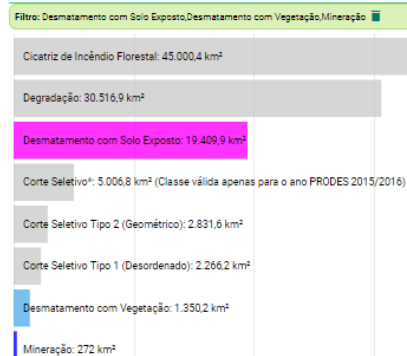 Filtro: Desmatamento com Solo Exposto,Desmatamento com Vegetação,Mineração
Cicatriz de Incêndio Florestal: 45.000,4 km²
Degradação: 30.516,9 km²
Desmatamento com Solo Exposto: 19.409,9 km²
Corte Seletivo*: 5.006,8 km² (Classe válida apenas para o ano PRODES 2015/2016)
Corte Seletivo Tipo 2 (Geométrico): 2.831,6 km²
Corte Seletivo Tipo 1 (Desordenado): 2.266,2 km²
Desmatamento com Vegetação: 1.350,2 km²
Mineração: 272 km²